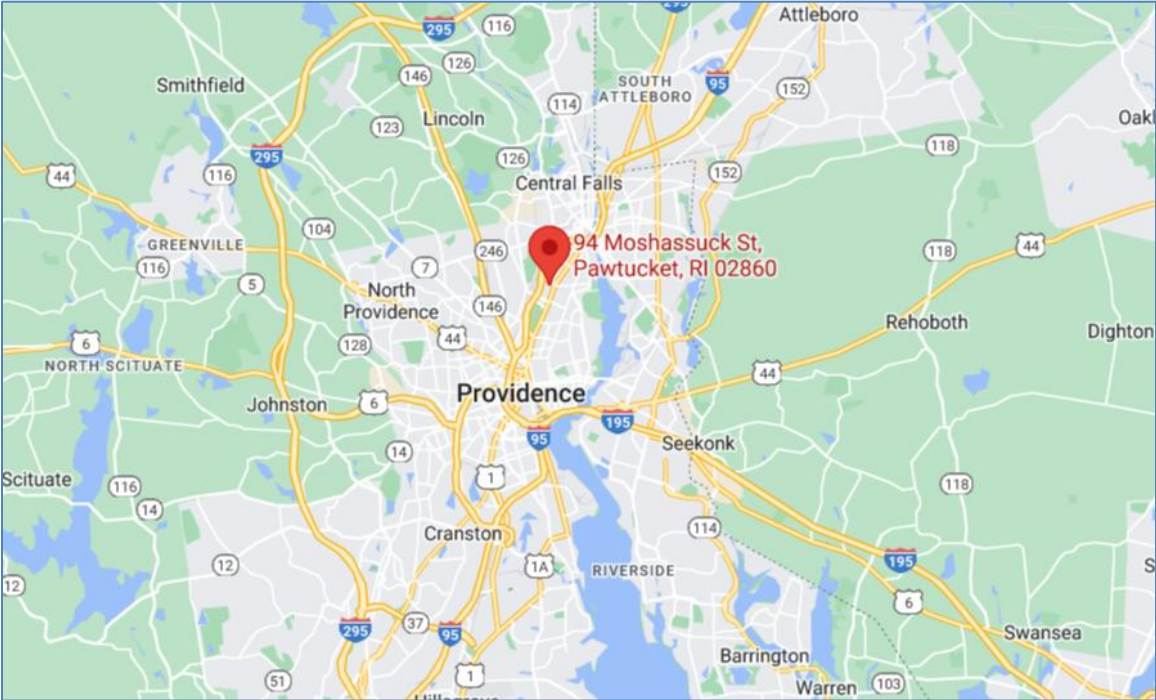 295
Attleboro
295
116
Smithfield
146
126
SOUTH
ATTLEBORO
95
152
114
Lincoln
123
118
295
126
116
44
Central Falls
152
104
94 Moshassuck St,
Pawtucket, RI 02860
GREENVILLE
116
246
118
44
7
5
North
Providence
146
Rehoboth
Dighton
6
128
44
NORTH SCITUATE
44
Providence
Johnston
6
195
95
Seekonk
14
Scituate
116
1
118
14
114
Cranston
195
12
1A
RIVERSIDE
12
6
295
37
95
Swansea
Barrington
1
51
103
Warren